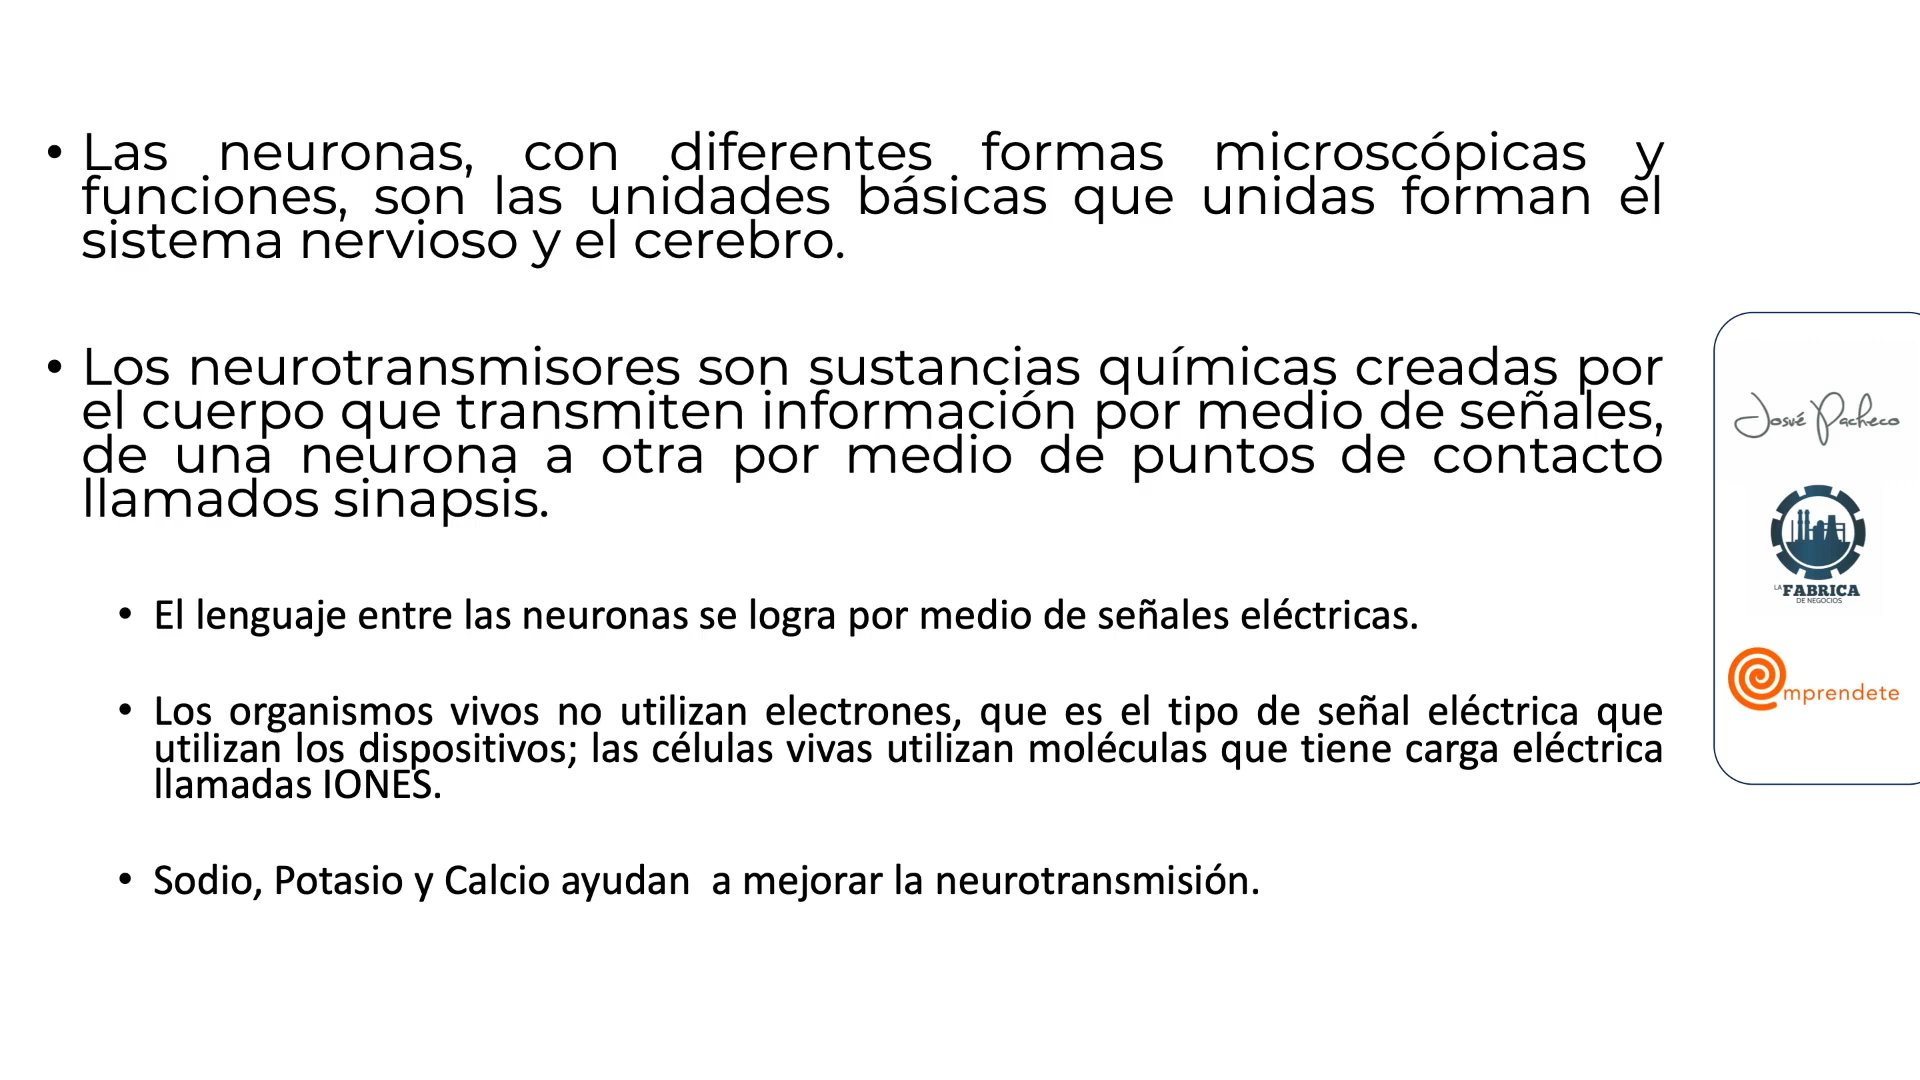 • Las neuronas, con diferentes formas microscópicas y
funciones, son las unidades básicas que unidas forman el
sistema nervioso y el cerebro.
• Los neurotransmisores son sustancias químicas creadas por
el cuerpo que transmiten información por medio de señales,
de una neurona a otra por medio de puntos de contacto
llamados sinapsis.
• El lenguaje entre las neuronas se logra por medio de señales eléctricas.
• Los organismos vivos no utilizan electrones, que es el tipo de señal eléctrica que
utilizan los dispositivos; las células vivas utilizan moléculas que tiene carga eléctrica
llamadas IONES.
• Sodio, Potasio y Calcio ayudan  a mejorar la neurotransmisión.
Josué Pacheco
LA FABRICA
DE NEGOCIOS
emprendete